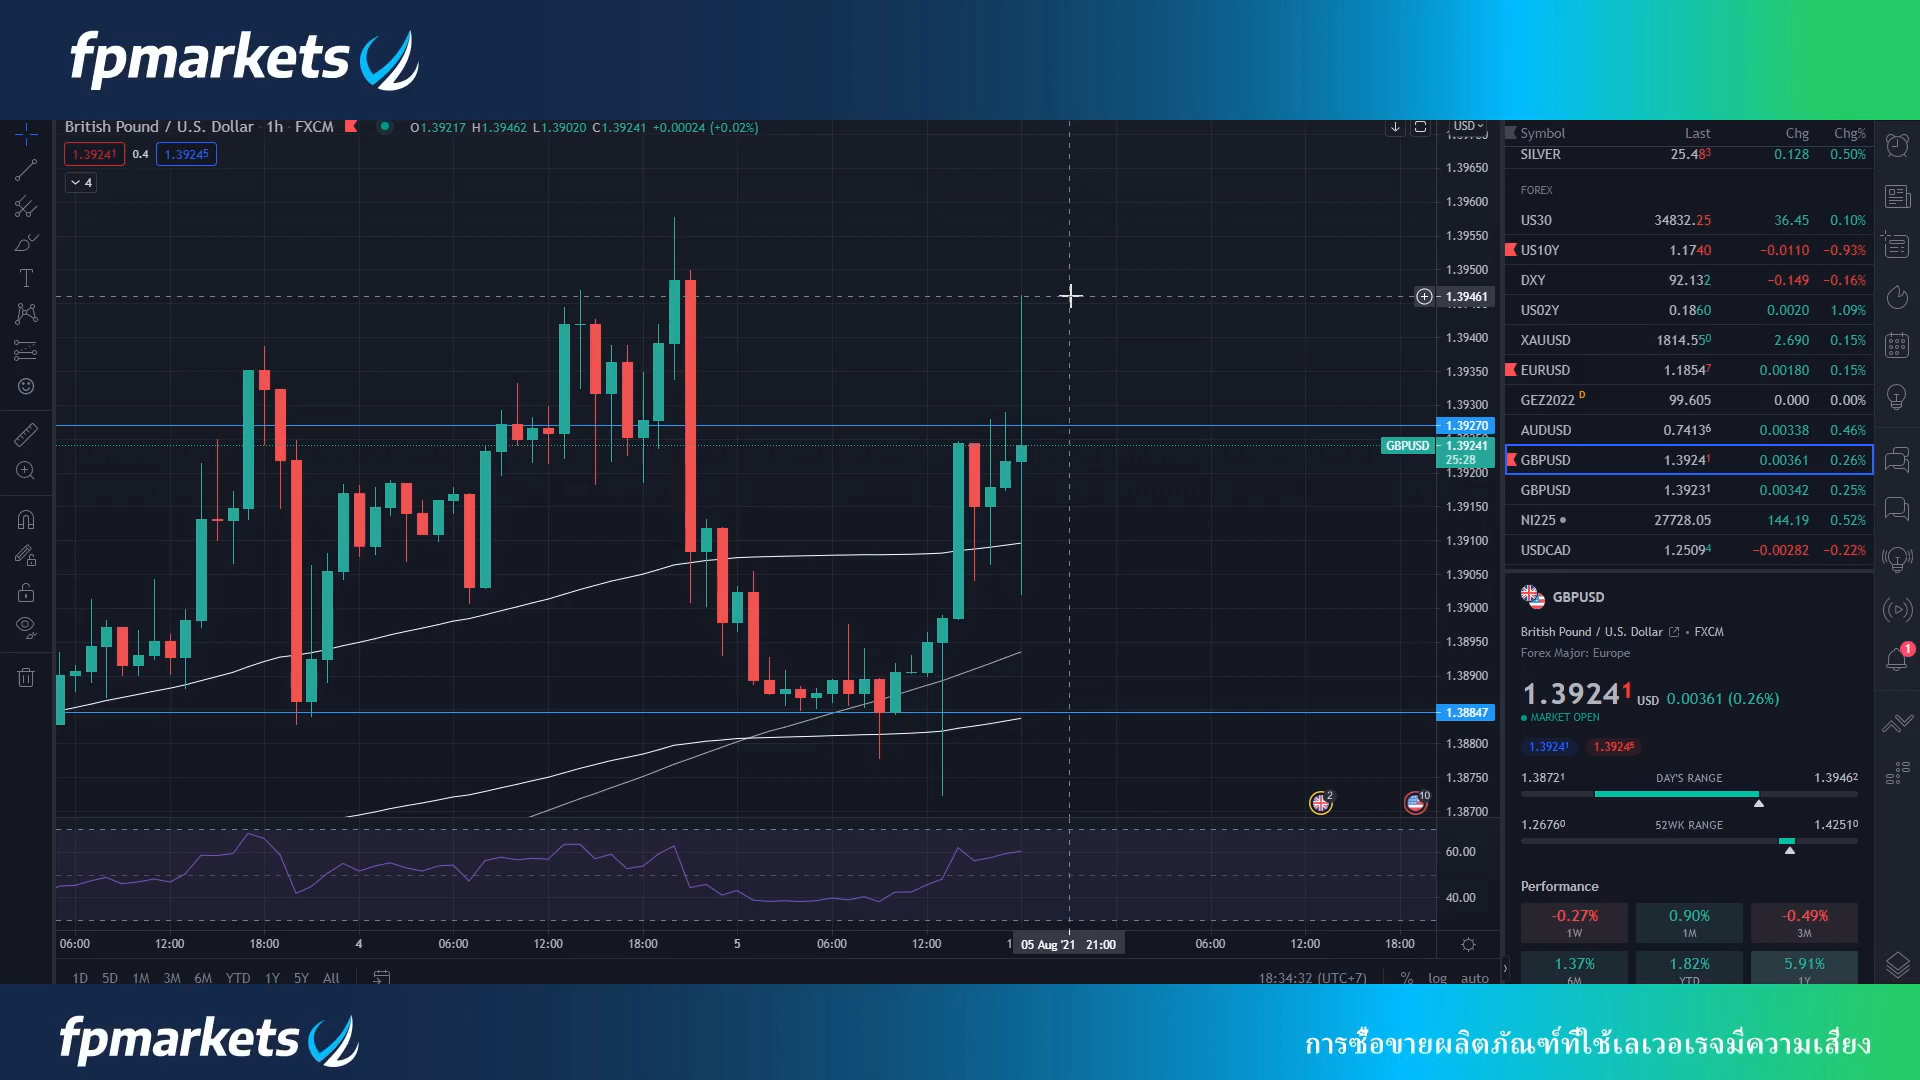 fpmarkets
British Pound / U.S. Dollar · 1h · FXCM O1.39217 H1.39462 L1.39020 C1.39241 +0.00024 (+0.02%)
1.39241 0.4 1.39245
4
USD
1.39650
1.39600
1.39550
1.39500
1.39461
1.39400
1.39350
1.39300
1.39270
GBPUSD 1.39241
25:28
1.39200
1.39150
1.39100
1.39050
1.39000
1.38950
1.38900
1.38847
1.38800
1.38750
1.38700
2 10
60.00
40.00
06:00 12:00 18:00 4 06:00 12:00 18:00 5 06:00 12:00 05 Aug '21 21:00 06:00 12:00 18:00
1D 5D 1M 3M 6M YTD 1Y 5Y All 18:34:32 (UTC+7) % log auto
Symbol Last Chg Chg%
SILVER 25.483 0.128 0.50%
FOREX
US30 34832.25 36.45 0.10%
US10Y 1.1740 −0.0110 −0.93%
DXY 92.132 −0.149 −0.16%
US02Y 0.1860 0.0020 1.09%
XAUUSD 1814.550 2.690 0.15%
EURUSD 1.18547 0.00180 0.15%
GEZ2022 D 99.605 0.000 0.00%
AUDUSD 0.74136 0.00338 0.46%
GBPUSD 1.39241 0.00361 0.26%
GBPUSD 1.39231 0.00342 0.25%
NI225 27728.05 144.19 0.52%
USDCAD 1.25094 −0.00282 −0.22%
GBPUSD
British Pound / U.S. Dollar • FXCM
Forex Major: Europe
1.39241 USD 0.00361 (0.26%)
MARKET OPEN
1.39241 1.39245
1.38721 DAY'S RANGE 1.39462
1.26760 52WK RANGE 1.42510
Performance
-0.27% 0.90% -0.49%
1W 1M 3M
1.37% 1.82% 5.91%
6M YTD 1Y
1
fpmarkets
การซื้อขายผลิตภัณฑ์ที่ใช้เลเวอเรจมีความเสี่ยง